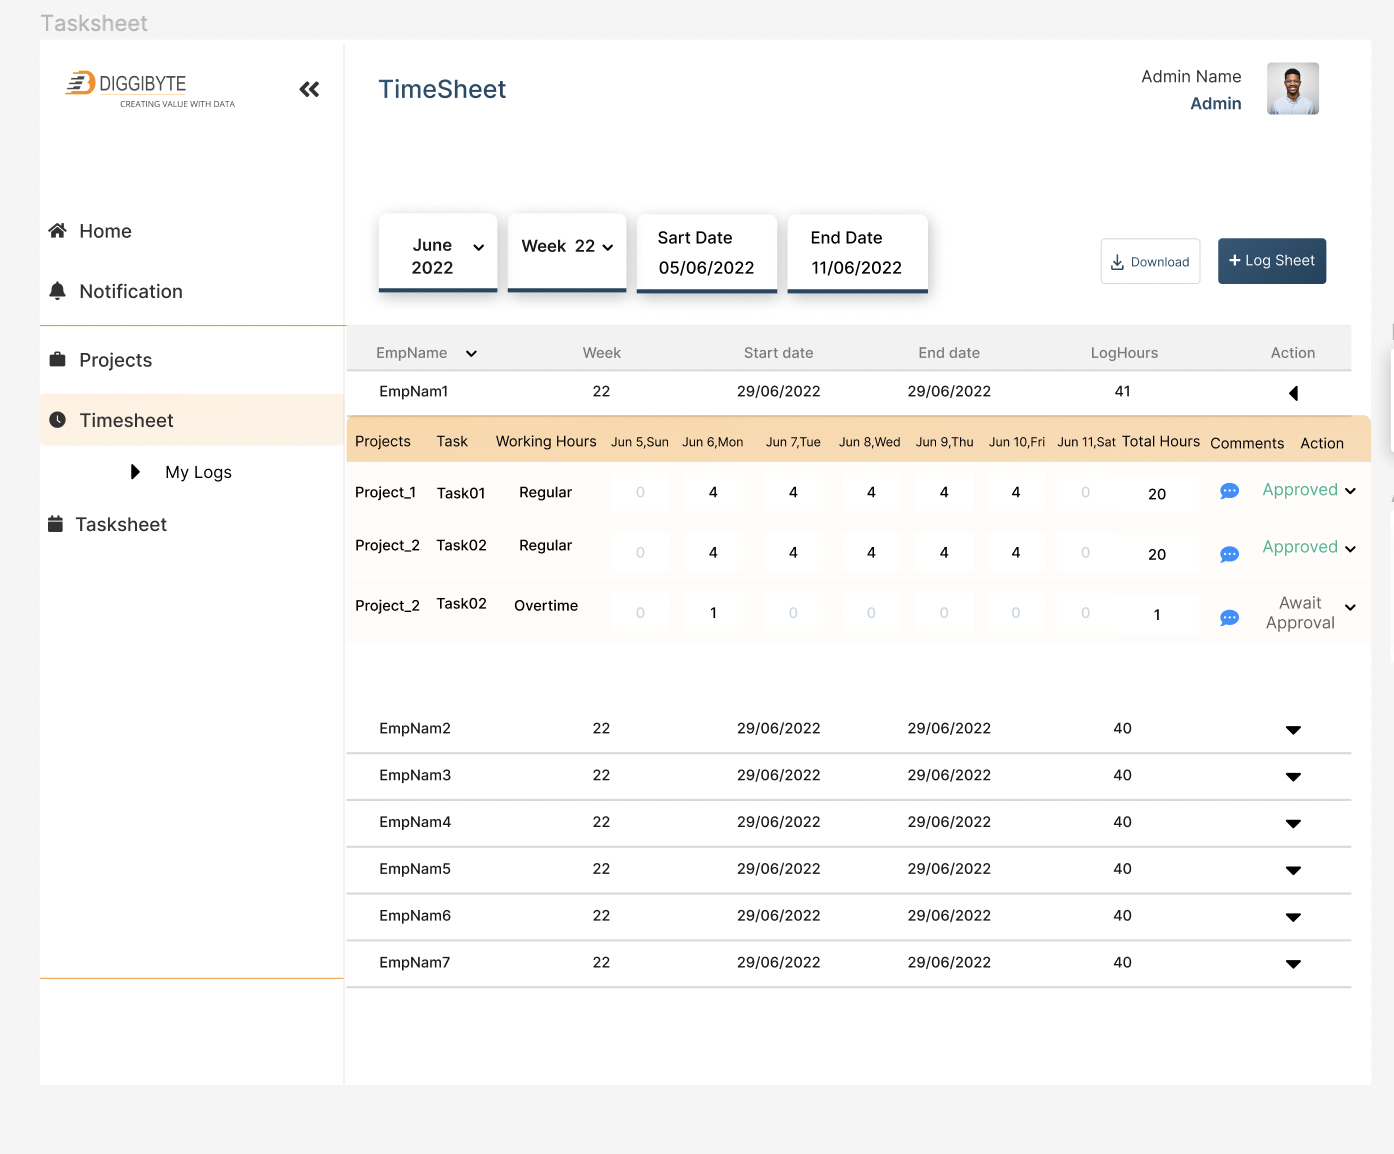 Tasksheet
DIGGIBYTE
CREATING VALUE WITH DATA
TimeSheet
Admin Name
Admin
Home
Notification
Projects
Timesheet
My Logs
Tasksheet
June
2022
Week 22
Sart Date
05/06/2022
End Date
11/06/2022
Download
+ Log Sheet
EmpName Week Start date End date LogHours Action
EmpNam1 22 29/06/2022 29/06/2022 41
Projects Task Working Hours Jun 5,Sun Jun 6,Mon Jun 7,Tue Jun 8,Wed Jun 9,Thu Jun 10,Fri Jun 11,Sat Total Hours Comments Action
Project_1 Task01 Regular 0 4 4 4 4 4 0 20 Approved
Project_2 Task02 Regular 0 4 4 4 4 4 0 20 Approved
Project_2 Task02 Overtime 0 1 0 0 0 0 0 1 Await
Approval
EmpNam2 22 29/06/2022 29/06/2022 40
EmpNam3 22 29/06/2022 29/06/2022 40
EmpNam4 22 29/06/2022 29/06/2022 40
EmpNam5 22 29/06/2022 29/06/2022 40
EmpNam6 22 29/06/2022 29/06/2022 40
EmpNam7 22 29/06/2022 29/06/2022 40